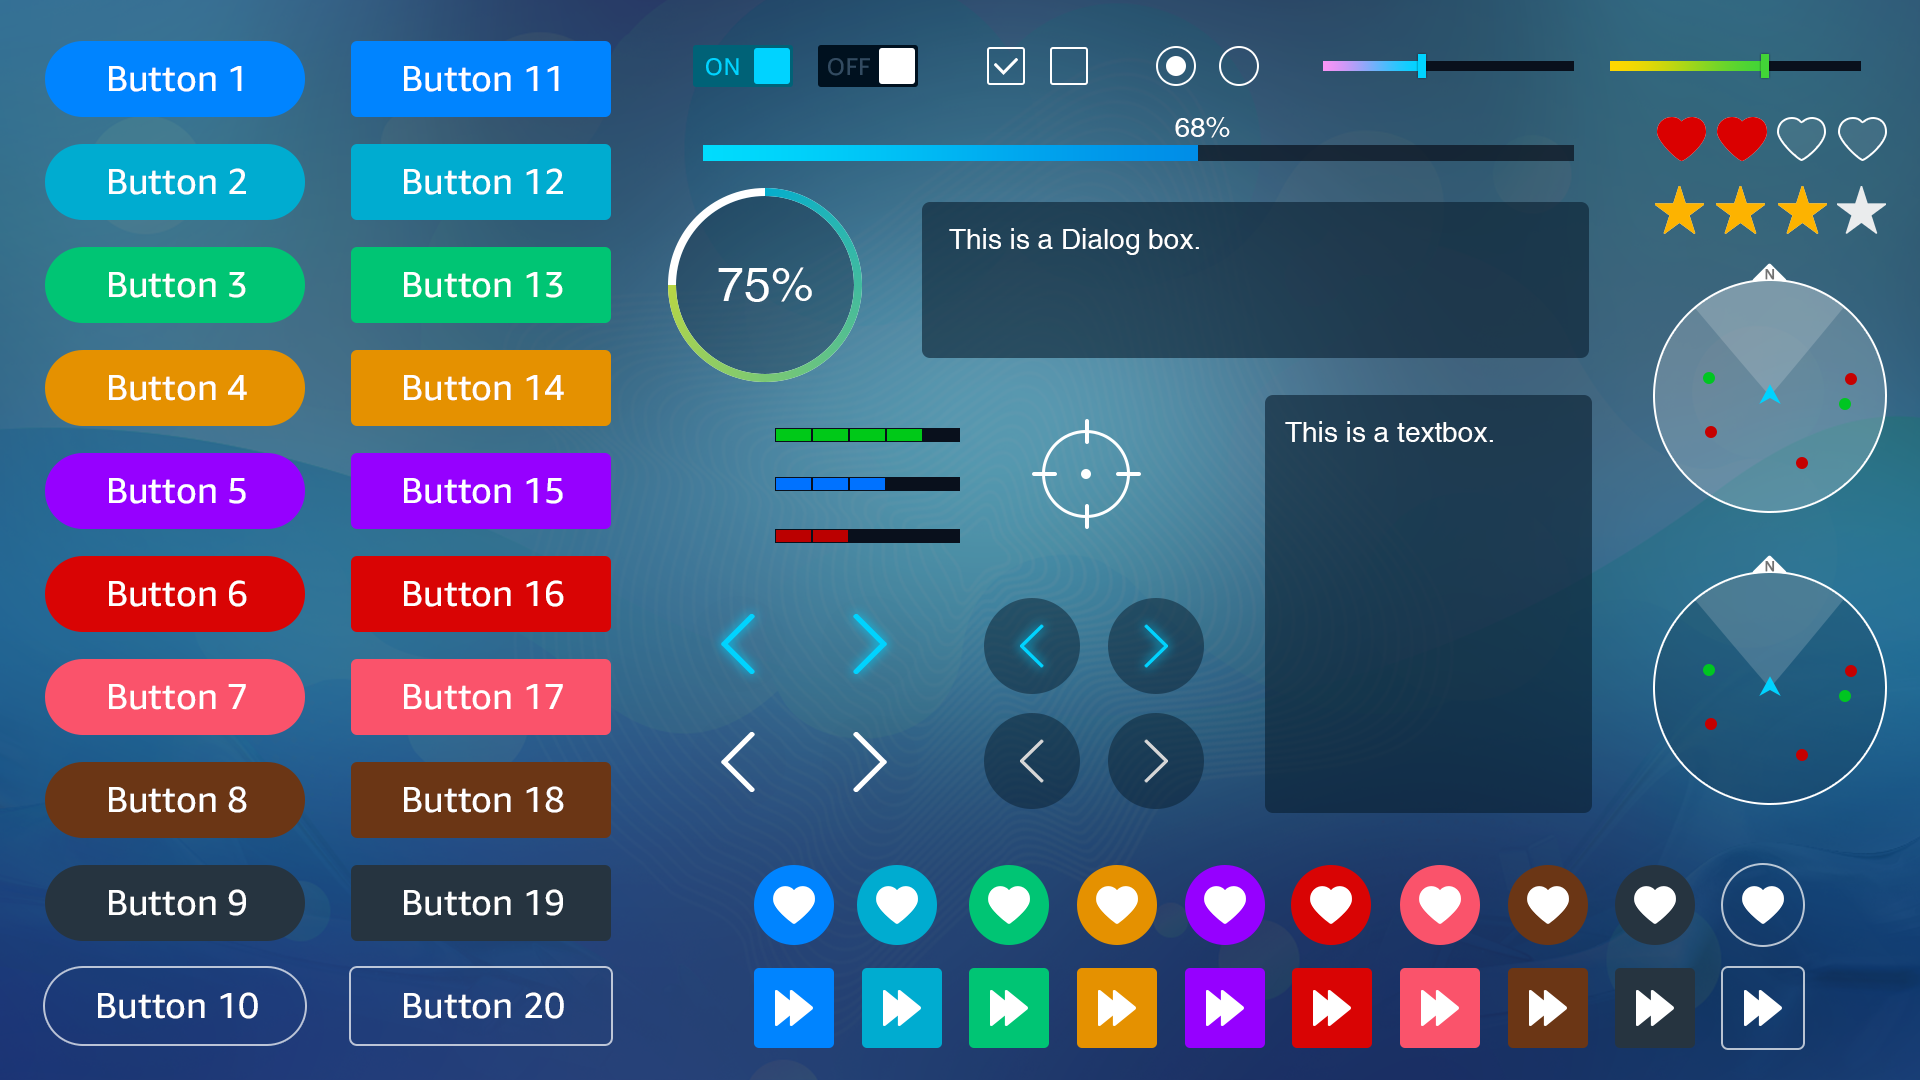 Button 1
Button 2
Button 3
Button 4
Button 5
Button 6
Button 7
Button 8
Button 9
Button 10
Button 11
Button 12
Button 13
Button 14
Button 15
Button 16
Button 17
Button 18
Button 19
Button 20
ON
OFF
68%
75%
This is a Dialog box.
This is a textbox.
N
N